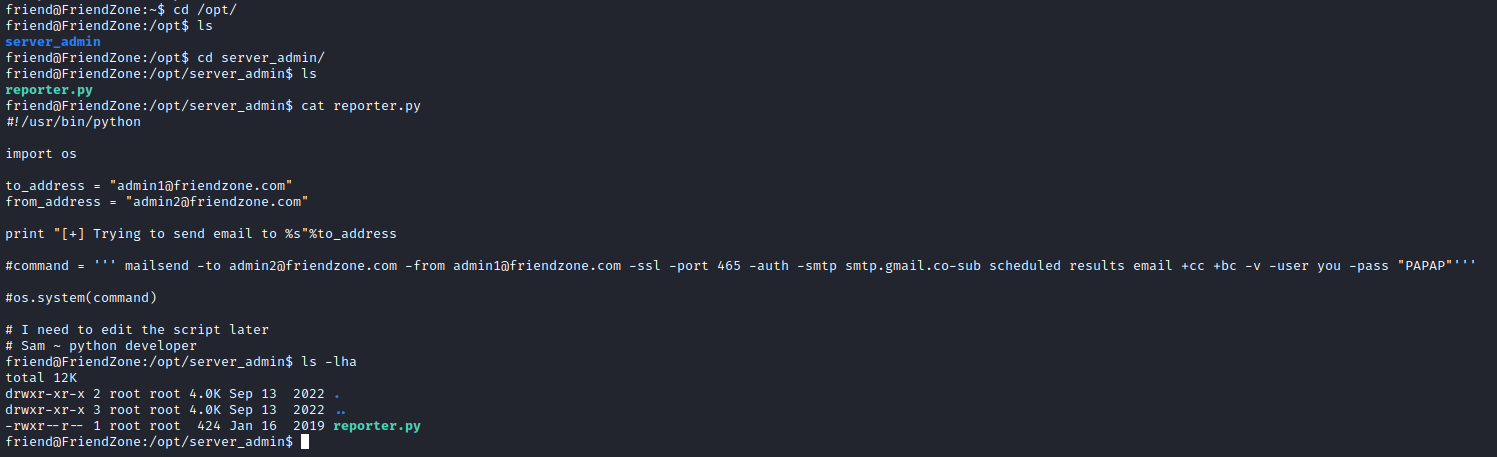 friend@FriendZone:~$ cd /opt/
friend@FriendZone:/opt$ ls
server_admin
friend@FriendZone:/opt$ cd server_admin/
friend@FriendZone:/opt/server_admin$ ls
reporter.py
friend@FriendZone:/opt/server_admin$ cat reporter.py
#!/usr/bin/python
import os
to_address = "admin1@friendzone.com"
from_address = "admin2@friendzone.com"
print "[+] Trying to send email to %s"%to_address
#command = ''' mailsend -to admin2@friendzone.com -from admin1@friendzone.com -ssl -port 465 -auth -smtp smtp.gmail.co-sub scheduled results email +cc +bc -v -user you -pass "PAPAP"'''
#os.system(command)
# I need to edit the script later
# Sam ~ python developer
friend@FriendZone:/opt/server_admin$ ls -lha
total 12K
drwxr-xr-x 2 root root 4.0K Sep 13  2022 .
drwxr-xr-x 3 root root 4.0K Sep 13  2022 ..
-rwxr--r-- 1 root root  424 Jan 16  2019 reporter.py
friend@FriendZone:/opt/server_admin$